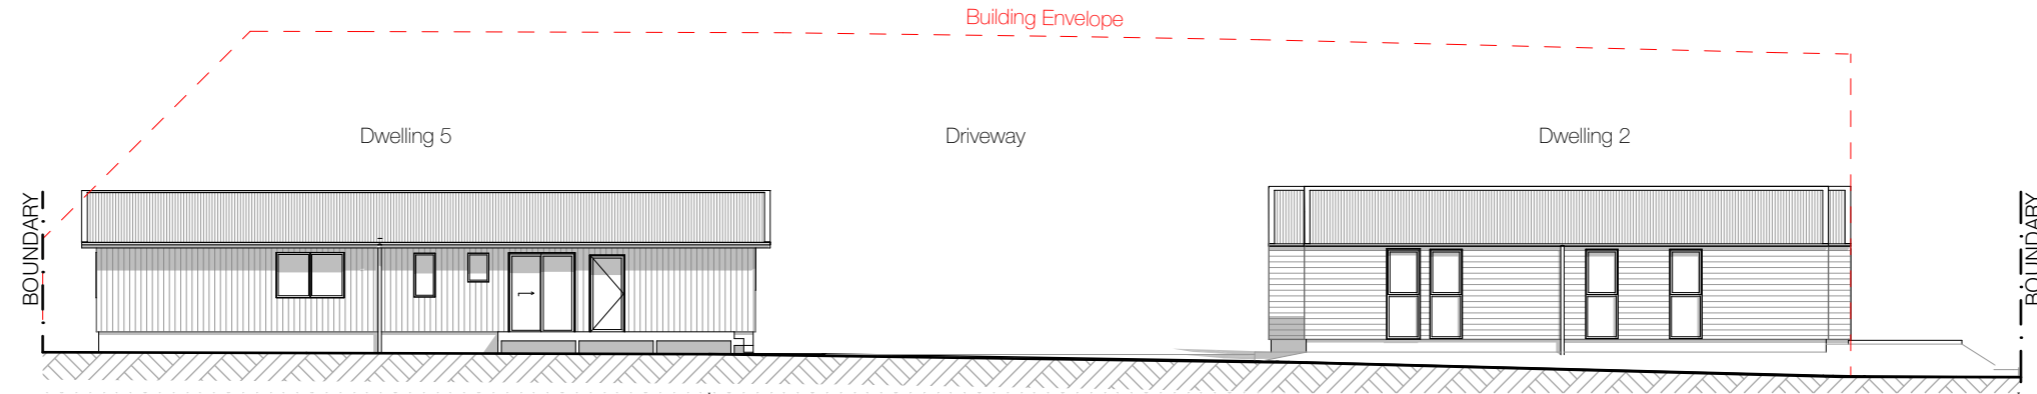 Building Envelope
Dwelling 5
Driveway
Dwelling 2
BOUNDARY
BOUNDARY